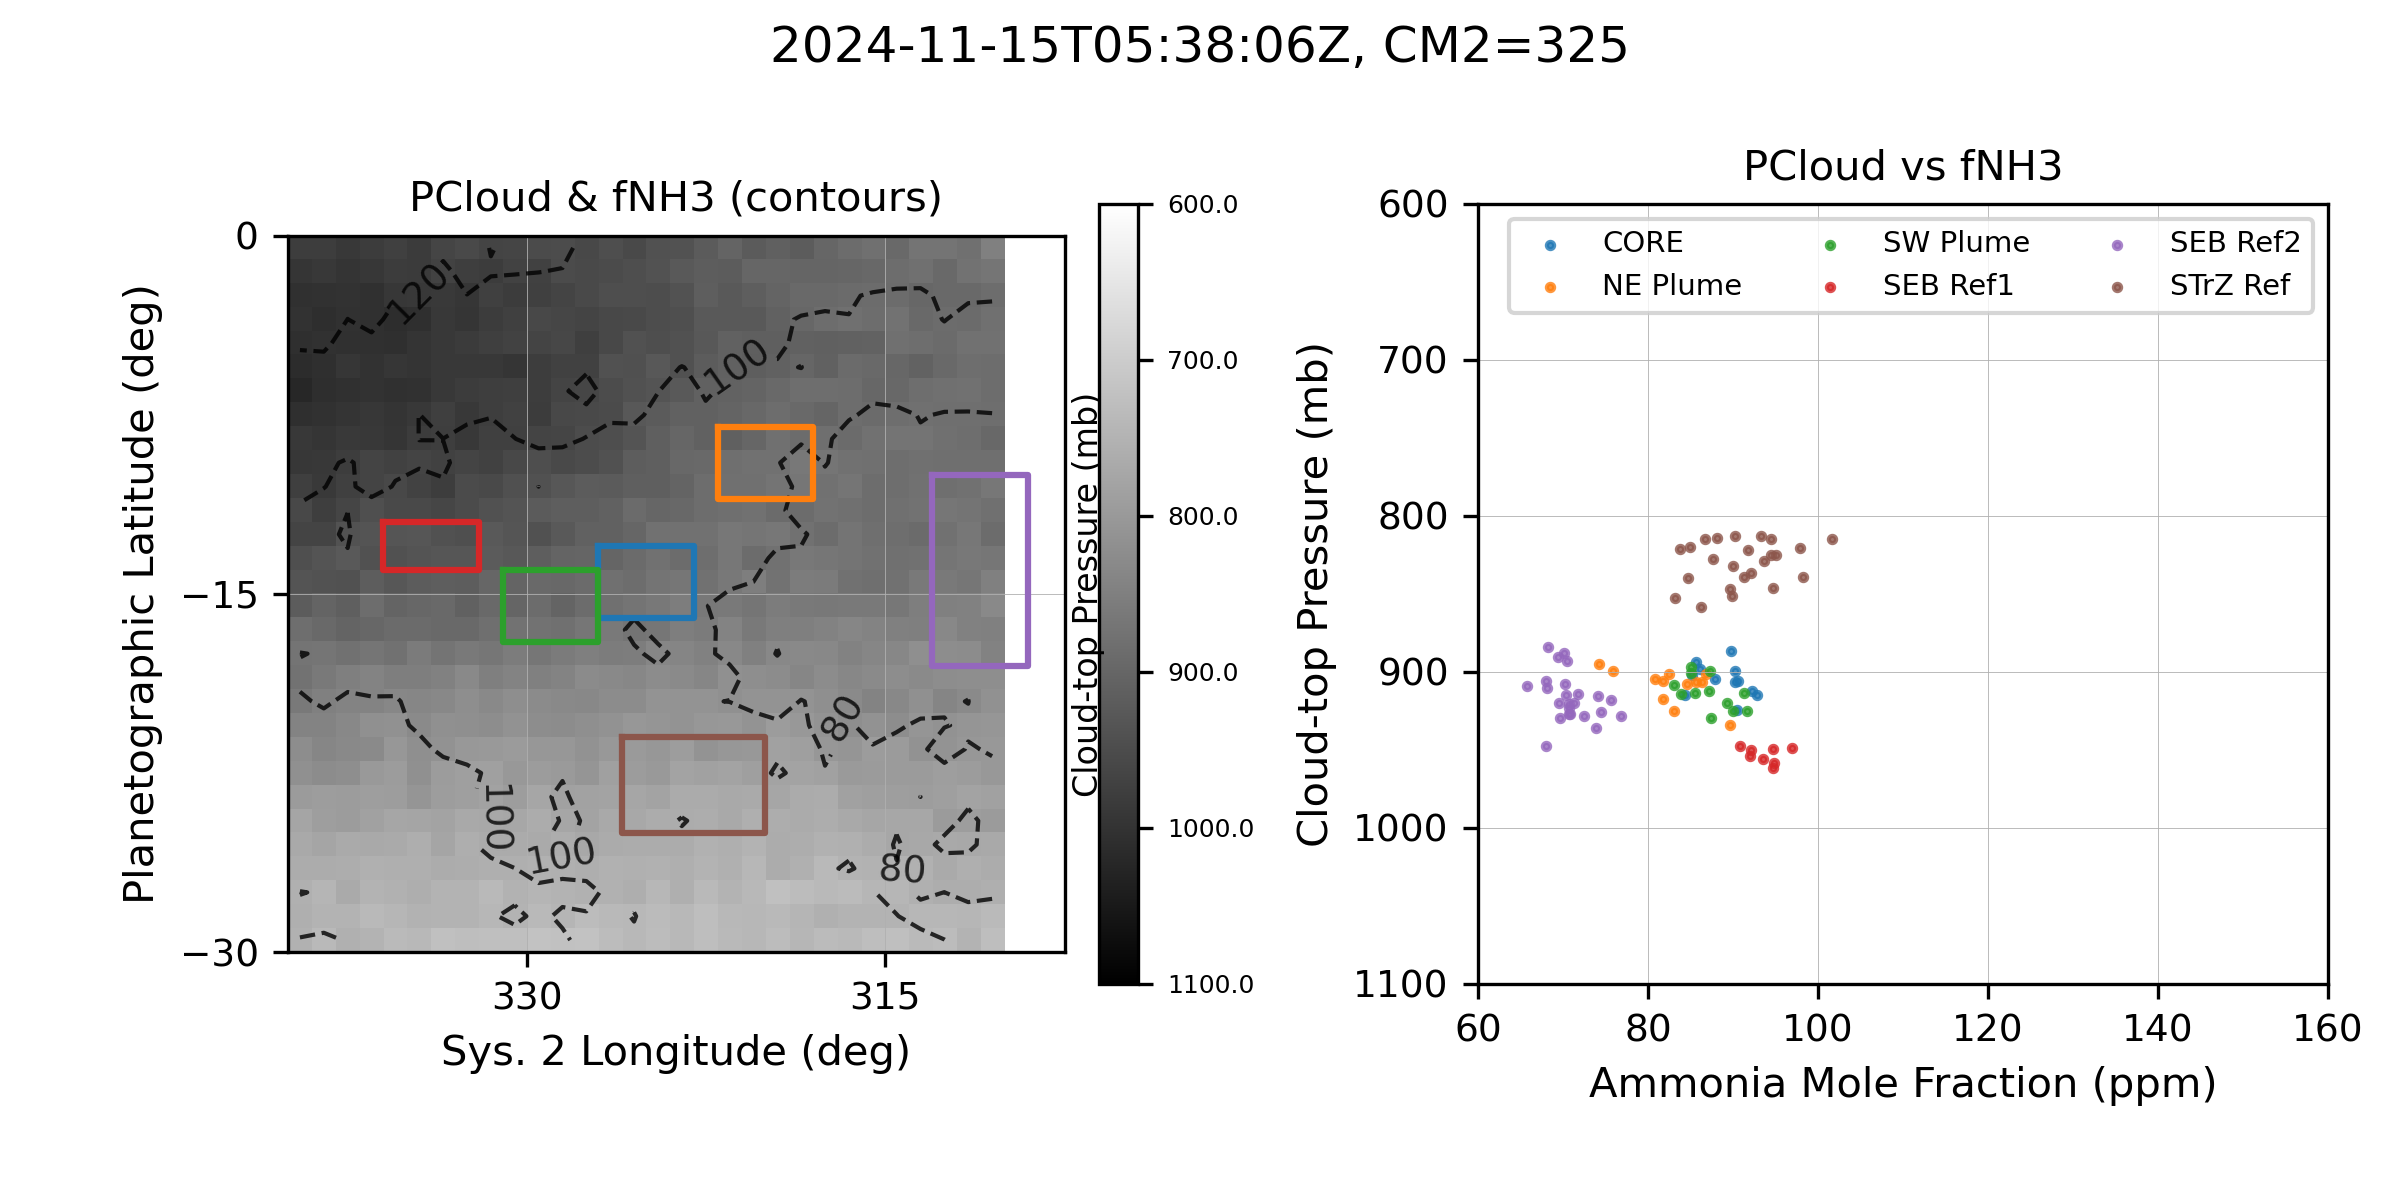 2024-11-15T05:38:06Z, CM2=325
PCloud & fNH3 (contours)
0
−15
−30
Planetographic Latitude (deg)
330
315
Sys. 2 Longitude (deg)
120
100
100
100
80
80
600.0
700.0
800.0
900.0
1000.0
1100.0
Cloud-top Pressure (mb)
PCloud vs fNH3
CORE
NE Plume
SW Plume
SEB Ref1
SEB Ref2
STrZ Ref
600
700
800
900
1000
1100
Cloud-top Pressure (mb)
60
80
100
120
140
160
Ammonia Mole Fraction (ppm)